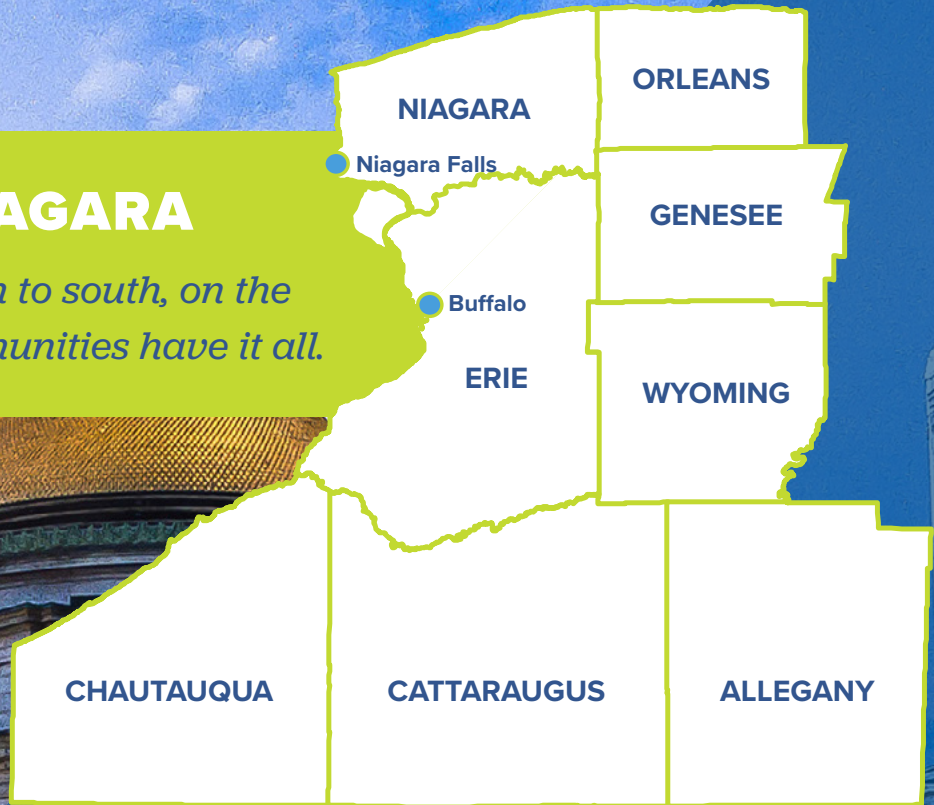 ORLEANS
NIAGARA
Niagara Falls
AGARA
GENESEE
to south, on the
Buffalo
have it all.
ERIE
WYOMING
CHAUTAUQUA
CATTARAUGUS
ALLEGANY